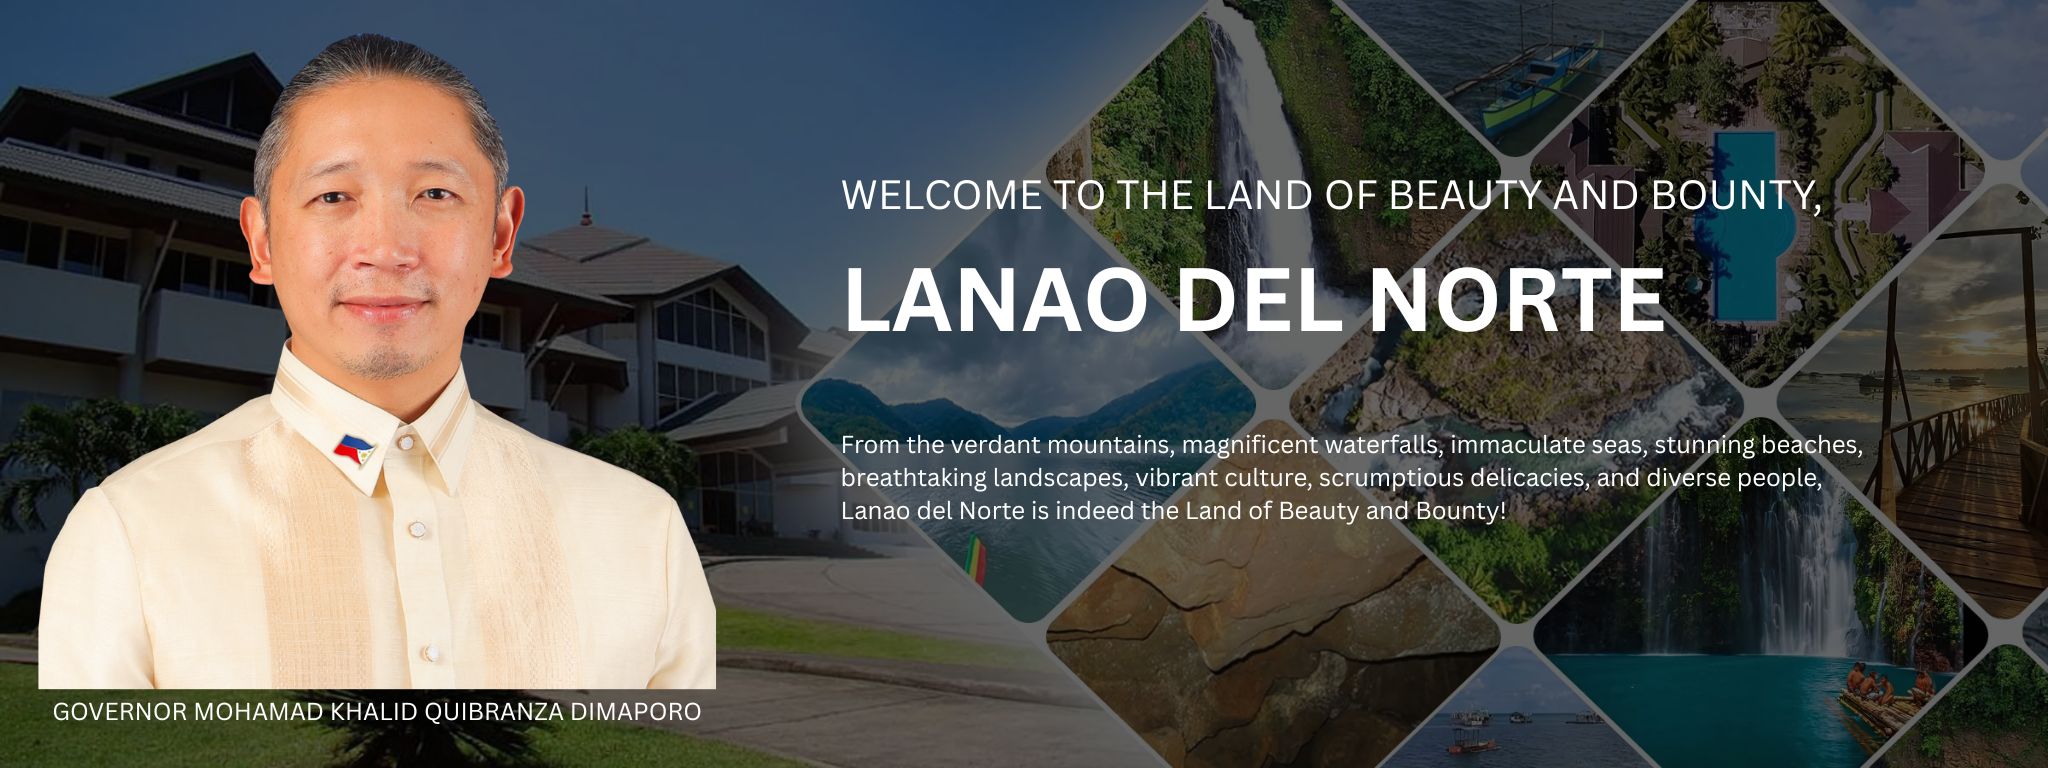 WELCOME TO THE LAND OF BEAUTY AND BOUNTY,
LANAO DEL NORTE
From the verdant mountains, magnificent waterfalls, immaculate seas, stunning beaches,
breathtaking landscapes, vibrant culture, scrumptious delicacies, and diverse people,
Lanao del Norte is indeed the Land of Beauty and Bounty!
GOVERNOR MOHAMAD KHALID QUIBRANZA DIMAPORO